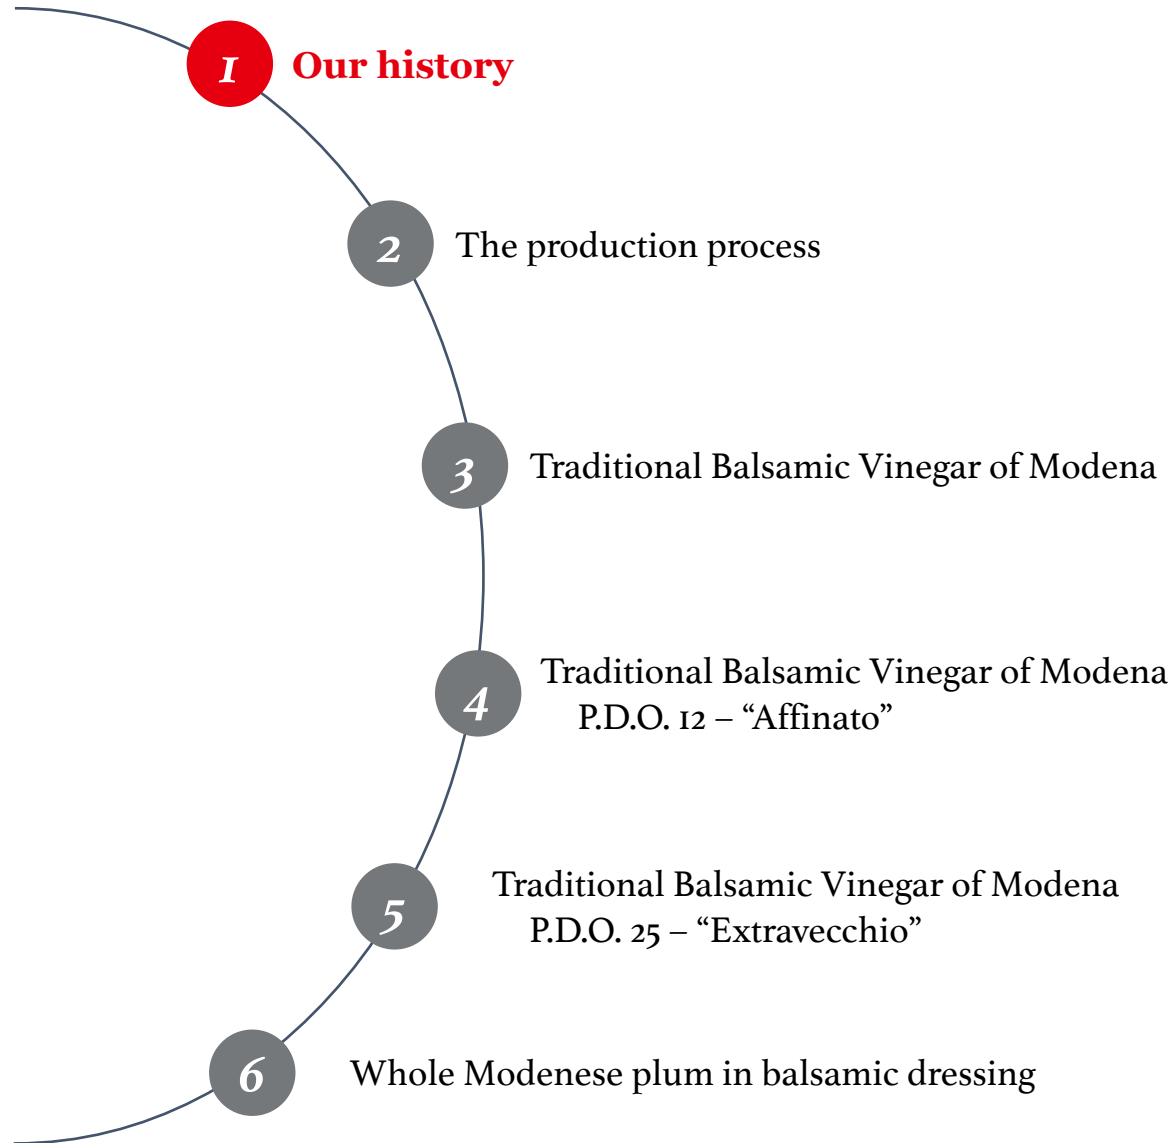 1 Our history
2 The production process
3 Traditional Balsamic Vinegar of Modena
4 Traditional Balsamic Vinegar of Modena
P.D.O. 12 – “Affinato”
5 Traditional Balsamic Vinegar of Modena
P.D.O. 25 – “Extravecchio”
6 Whole Modenese plum in balsamic dressing